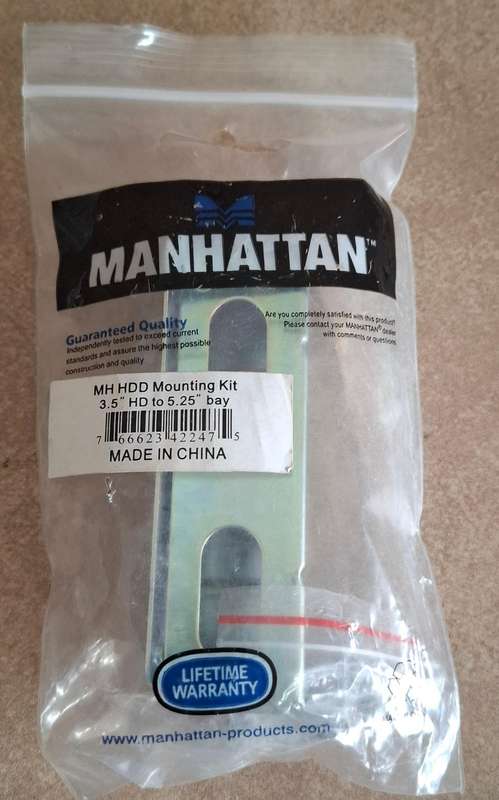 MANHATTAN™
Guaranteed Quality
Independently tested to exceed current
standards and assure the highest possible
construction and quality
Are you completely satisfied with this product?
Please contact your MANHATTAN® dealer
with comments or questions
MH HDD Mounting Kit
3.5" HD to 5.25" bay
7 66623 42247 5
MADE IN CHINA
LIFETIME
WARRANTY
www.manhattan-products.com